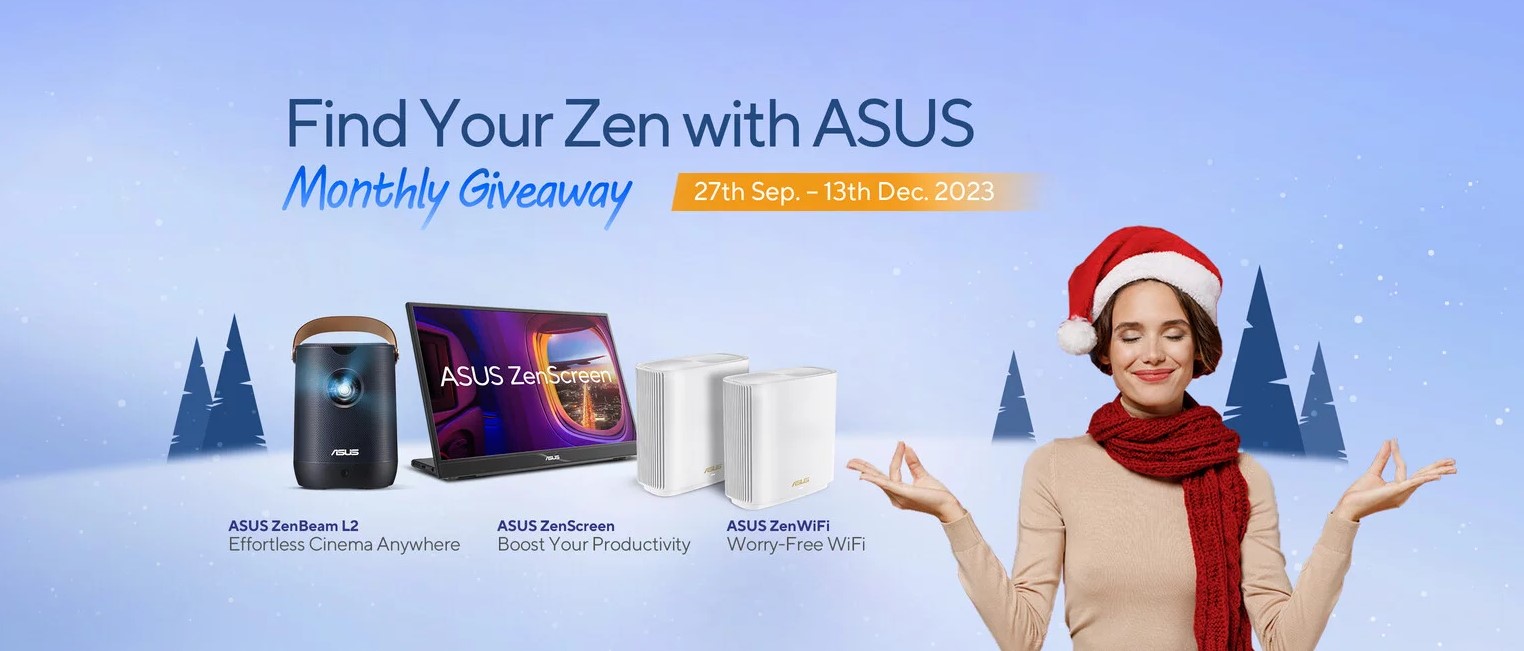 Find Your Zen with ASUS
Monthly Giveaway
27th Sep. – 13th Dec. 2023
ASUS ZenScreen
ASUS
ASUS
ASUS
ASUS
ASUS ZenBeam L2
Effortless Cinema Anywhere
ASUS ZenScreen
Boost Your Productivity
ASUS ZenWiFi
Worry-Free WiFi